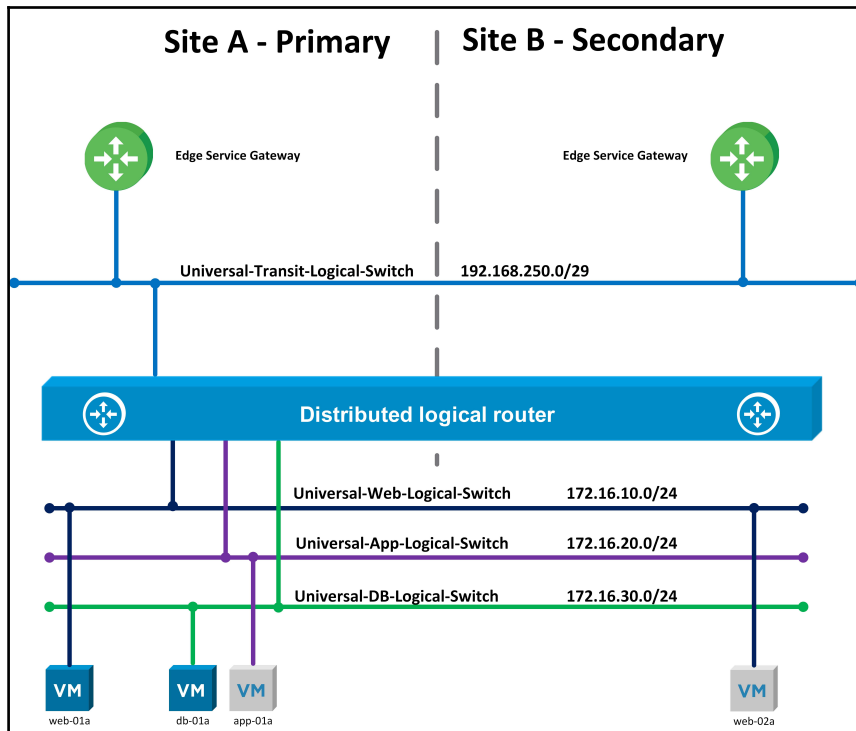 Site A - Primary
Site B - Secondary
Edge Service Gateway
Edge Service Gateway
Universal-Transit-Logical-Switch
192.168.250.0/29
Distributed logical router
Universal-Web-Logical-Switch
172.16.10.0/24
Universal-App-Logical-Switch
172.16.20.0/24
Universal-DB-Logical-Switch
172.16.30.0/24
VM
VM
VM
VM
web-01a
db-01a
app-01a
web-02a